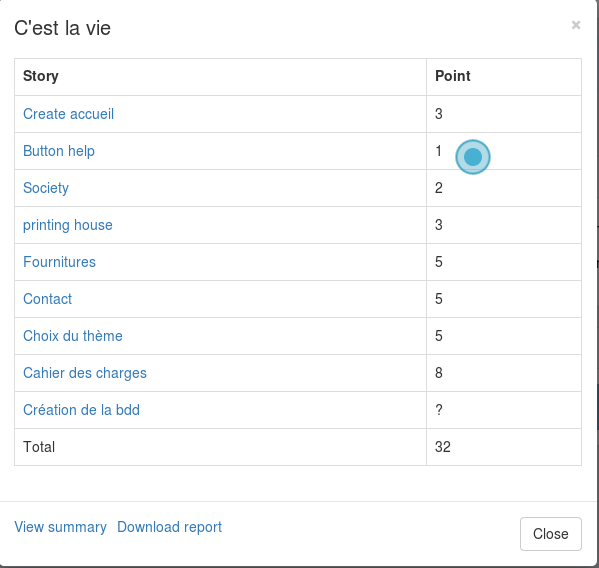 C'est la vie ×
Story Point
Create accueil 3
Button help 1
Society 2
printing house 3
Fournitures 5
Contact 5
Choix du thème 5
Cahier des charges 8
Création de la bdd ?
Total 32
View summary Download report Close